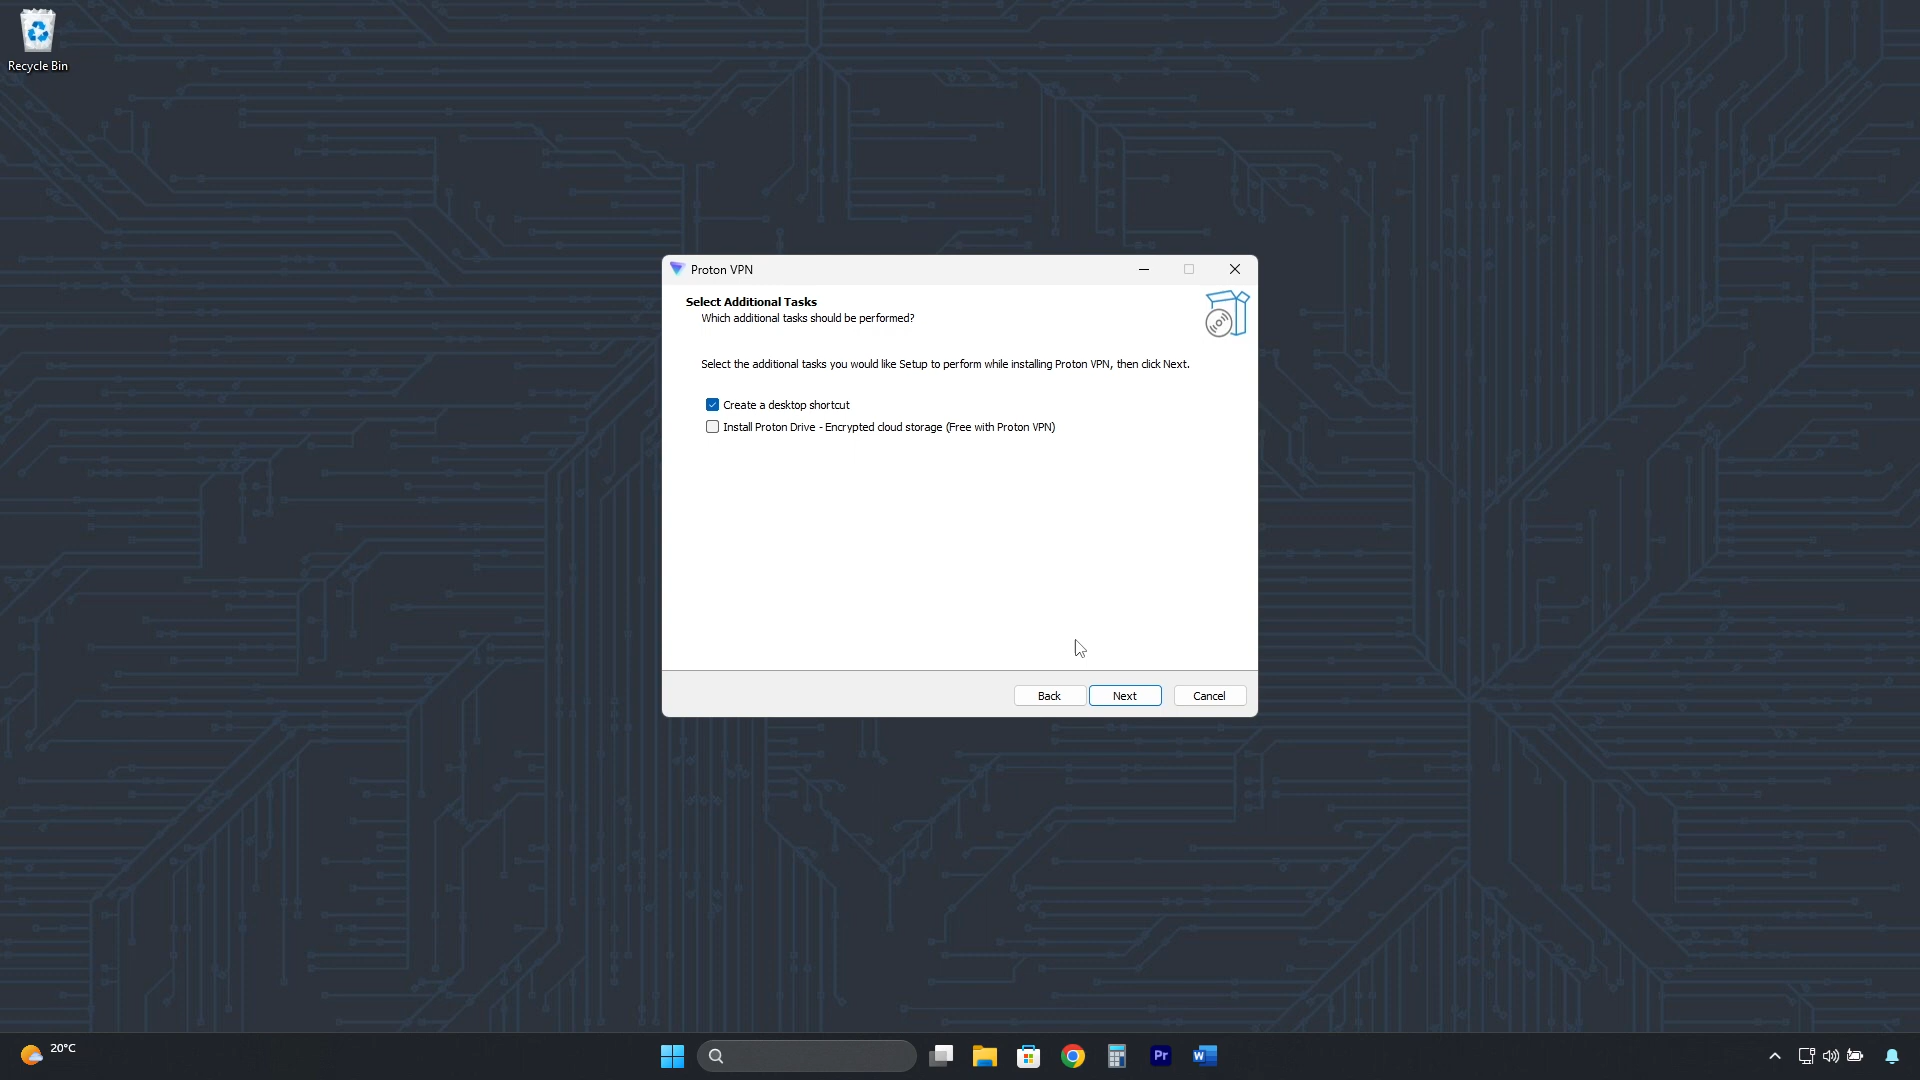 Recycle Bin
Proton VPN
Select Additional Tasks
Which additional tasks should be performed?
Select the additional tasks you would like Setup to perform while installing Proton VPN, then click Next.
Create a desktop shortcut
Install Proton Drive - Encrypted cloud storage (Free with Proton VPN)
Back
Next
Cancel
20°C
Pr
W